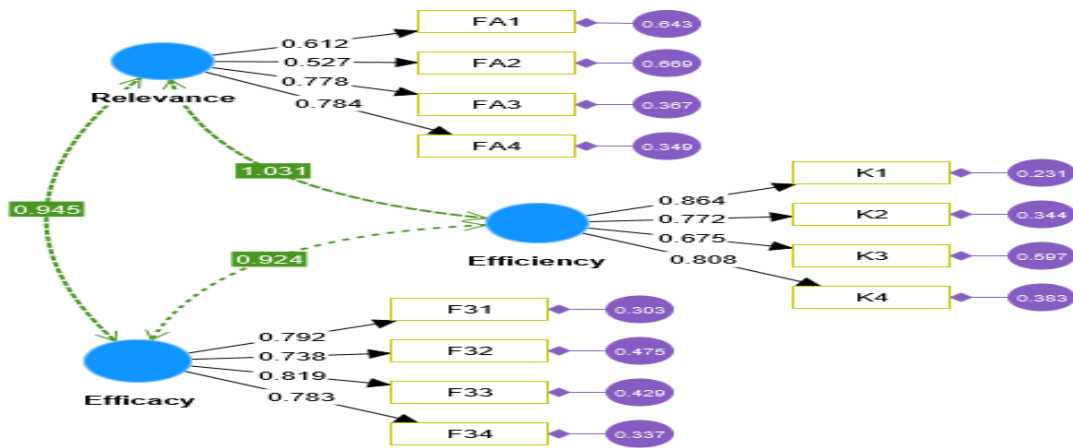 FA1
0.643
0.612
FA2
0.669
0.527
Relevance
0.778
FA3
0.367
0.784
FA4
0.349
1.031
K1
0.231
0.864
0.945
K2
0.344
0.772
0.675
Efficiency
K3
0.597
0.924
0.808
K4
0.383
F31
0.303
0.792
F32
0.475
0.738
0.819
F33
0.429
Efficacy
0.783
F34
0.337